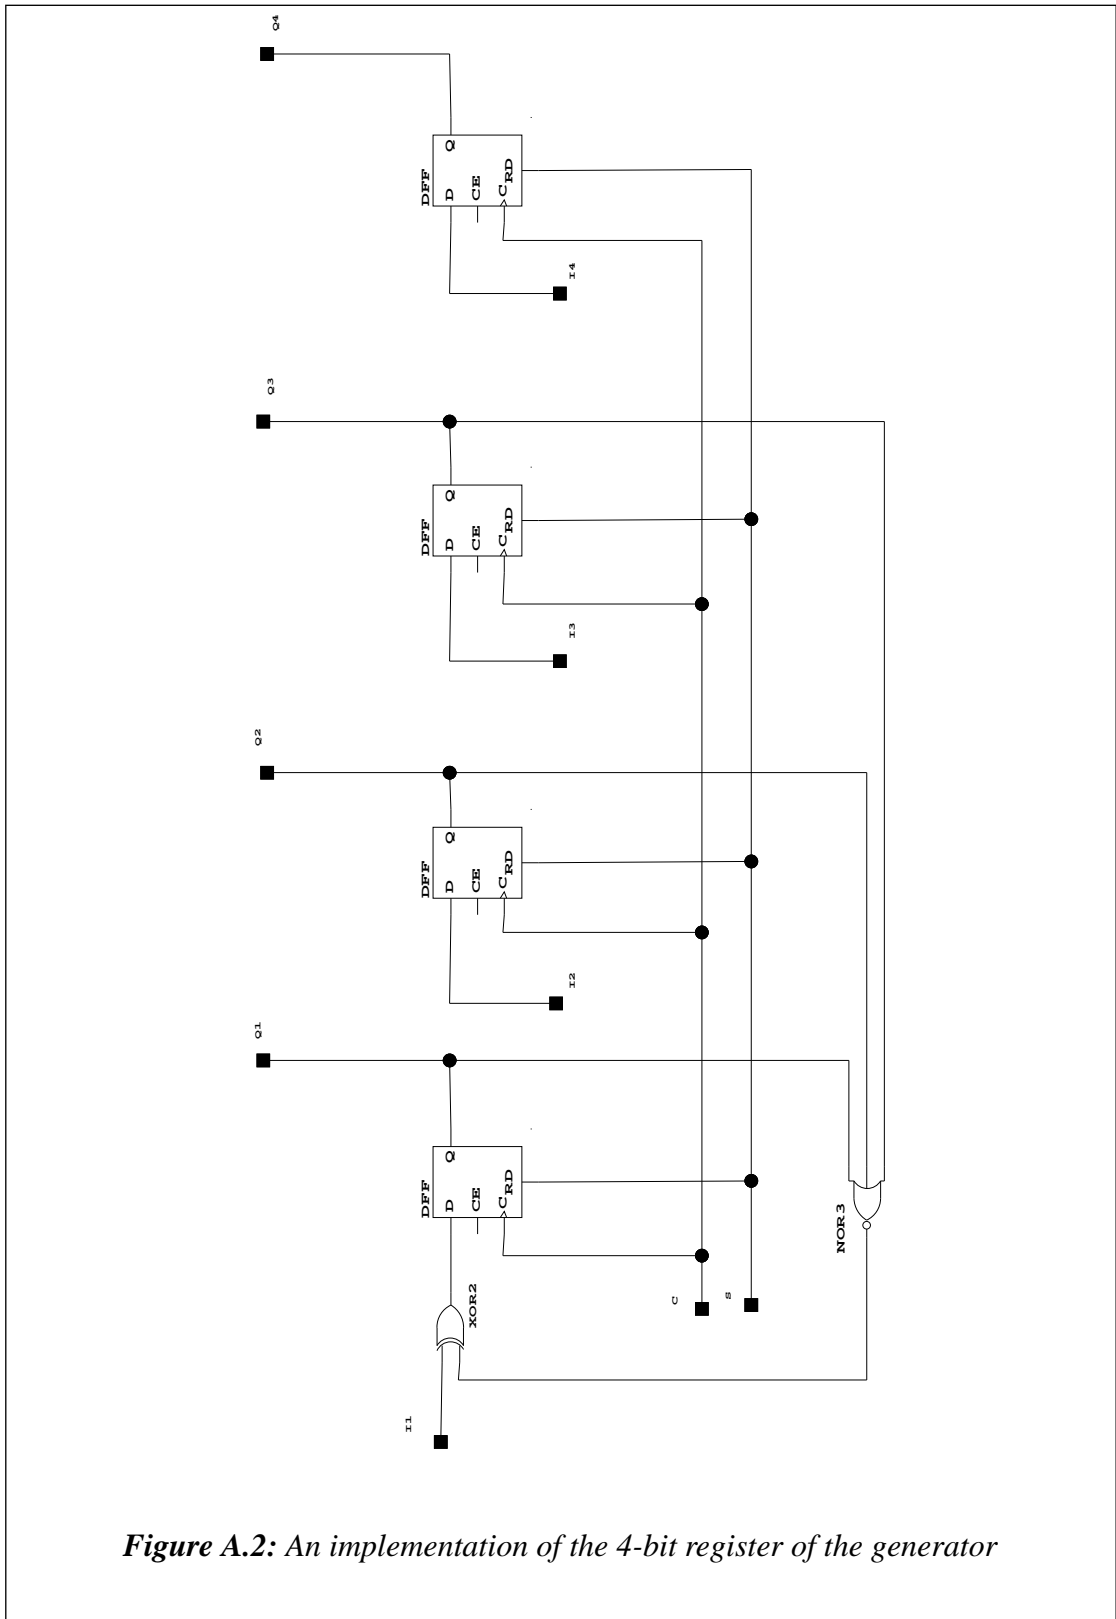 Q4
DFF
D
Q
CE
C
RD
I4
Q3
DFF
D
Q
CE
C
RD
I3
Q2
DFF
D
Q
CE
C
RD
I2
Q1
DFF
D
Q
CE
C
RD
NOR3
XOR2
C
S
I1
Figure A.2: An implementation of the 4-bit register of the generator